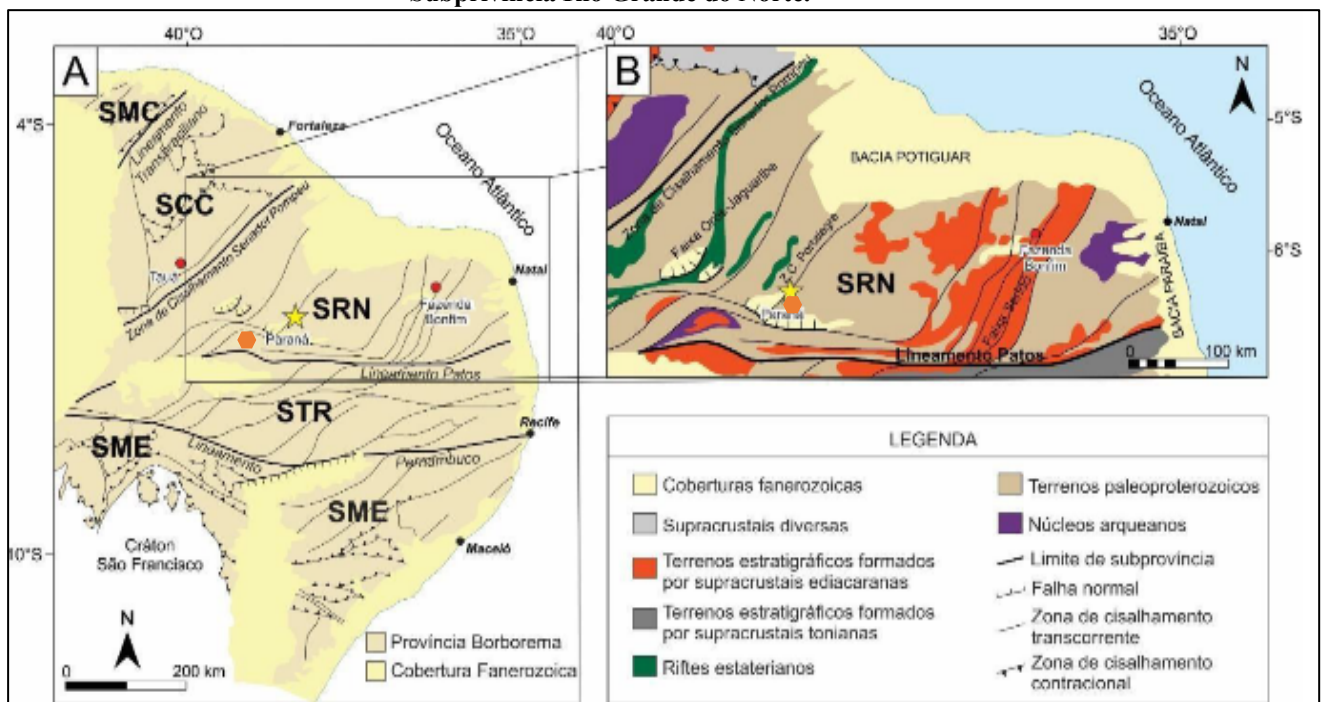 Subprovíncia Rio Grande do Norte.
40°O
35°O
A
SMC
Lineamento
Transbrasiliano
4°S
Fortaleza
Oceano Atlântico
SCC
Zona de Cisalhamento Senador Pompeu
Tauá
SRN
Natal
Fazenda
Bonfim
Paraná
Lineamento Patos
STR
Recife
SME
Lineamento
Pernambuco
SME
Maceió
10°S
Cráton
São Francisco
N
0 200 km
Província Borborema
Cobertura Fanerozoica
40°O
35°O
B
N
5°S
Zona de Cisalhamento Senador Pompeu
Oceano Atlântico
BACIA POTIGUAR
Faixa Orós-Jaguaribe
Natal
Z.C. Portalegre
6°S
Fazenda
Bonfim
SRN
Paraná
Faixa Seridó
BACIA PARAÍBA
Lineamento Patos
0 100 km
LEGENDA
Coberturas fanerozoicas
Supracrustais diversas
Terrenos estratigráficos formados
por supracrustais ediacaranas
Terrenos estratigráficos formados
por supracrustais tonianas
Riftes estaterianos
Terrenos paleoproterozoicos
Núcleos arqueanos
Limite de subprovíncia
Falha normal
Zona de cisalhamento
transcorrente
Zona de cisalhamento
contracional